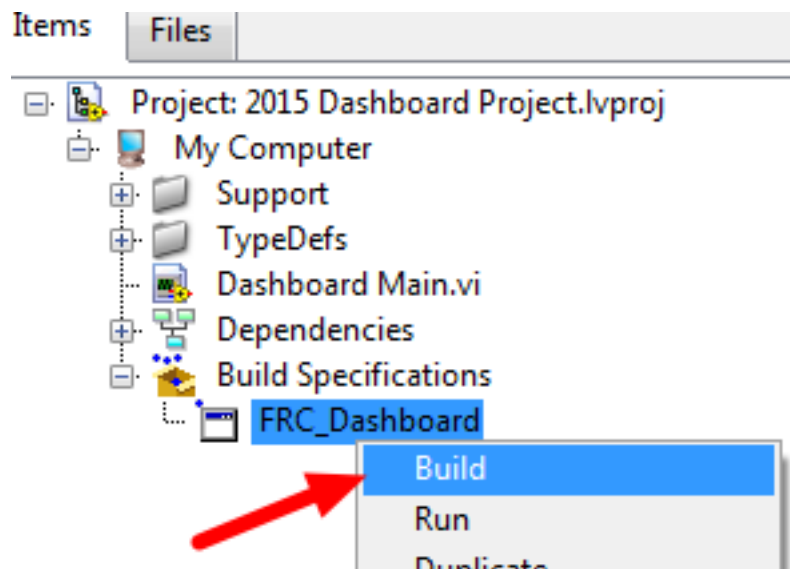 Items Files
Project: 2015 Dashboard Project.lvproj
My Computer
Support
TypeDefs
Dashboard Main.vi
Dependencies
Build Specifications
FRC_Dashboard
Build
Run
Duplicate